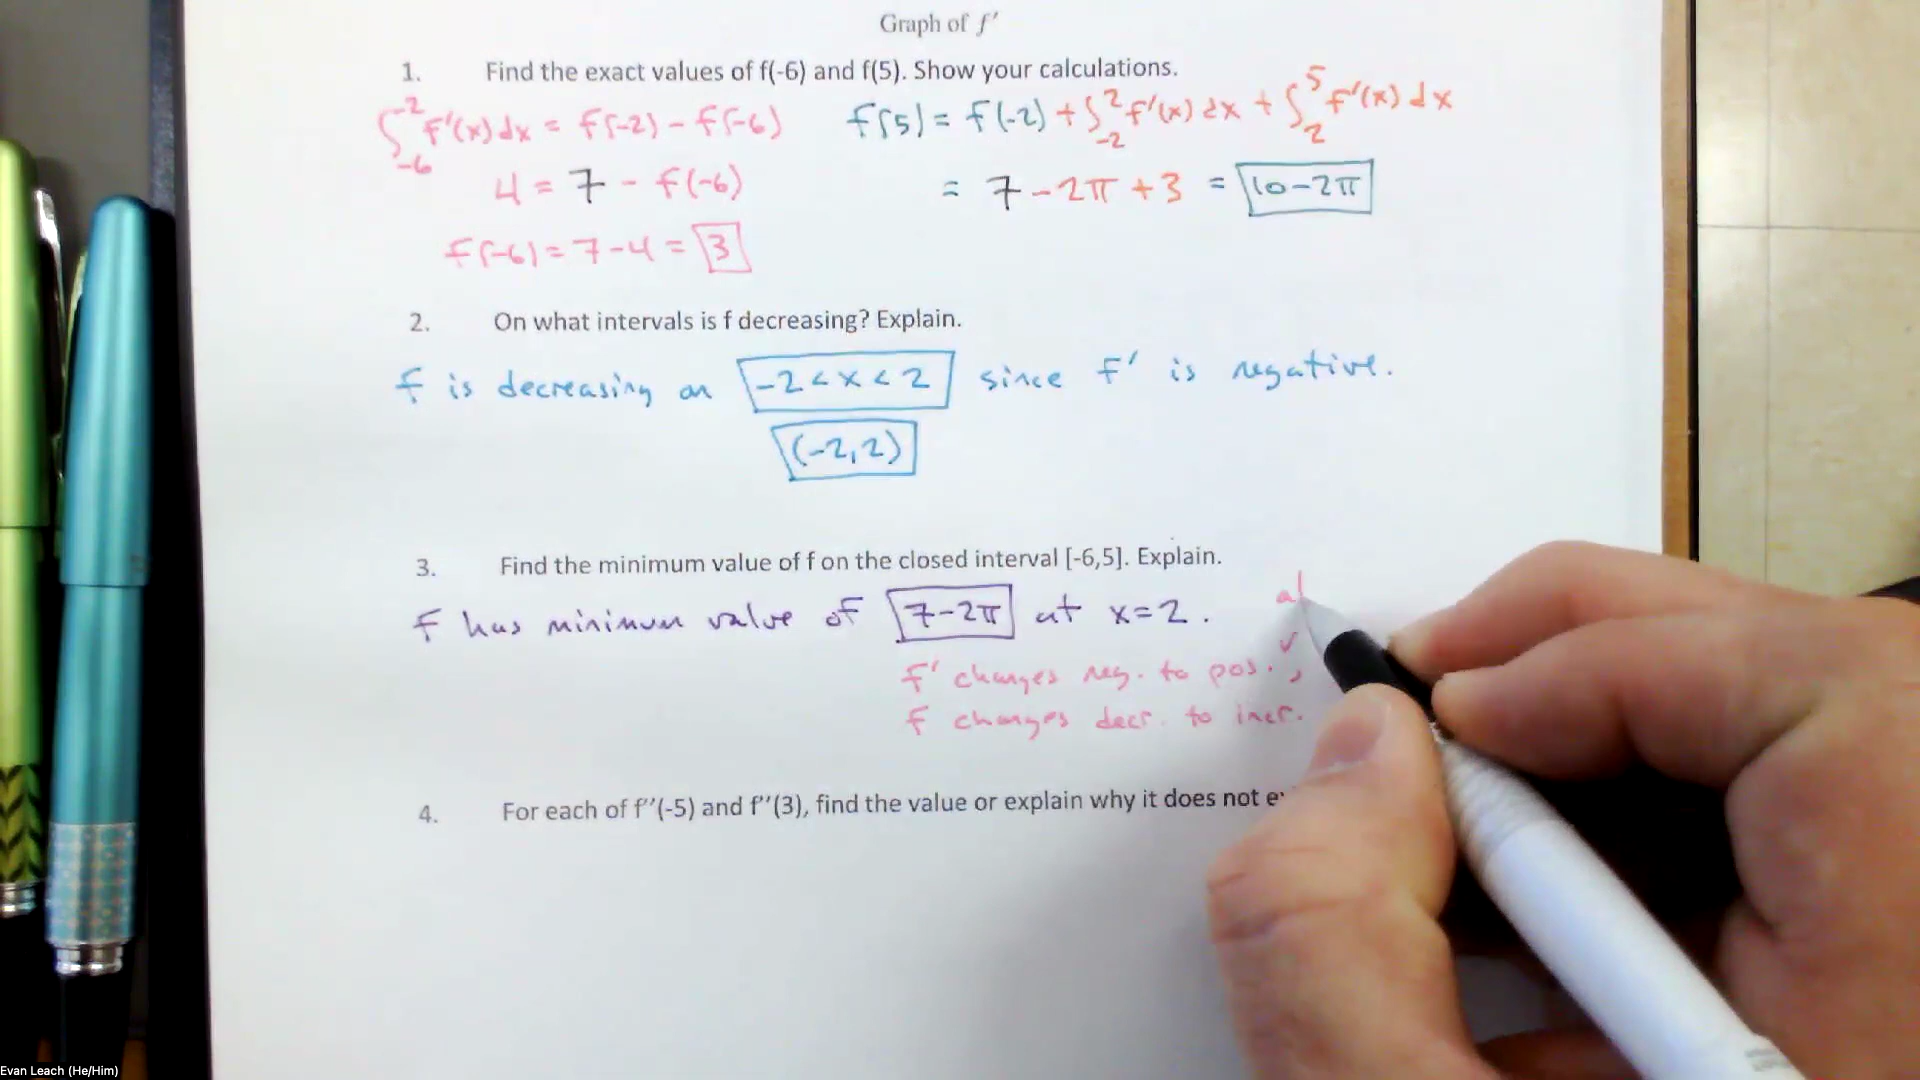 Graph of f′
1. Find the exact values of f(-6) and f(5). Show your calculations.
∫₋₆⁻² f′(x) dx = f(-2) - f(-6)
4 = 7 - f(-6)
f(-6) = 7 - 4 = 3
f(5) = f(-2) + ∫₋₂² f′(x) dx + ∫₂⁵ f′(x) dx
= 7 - 2π + 3 = 10 - 2π
2. On what intervals is f decreasing? Explain.
f is decreasing on -2 < x < 2 since f′ is negative.
(-2, 2)
3. Find the minimum value of f on the closed interval [-6,5]. Explain.
f has minimum value of 7-2π at x=2.
f′ changes neg. to pos.,
f changes decr. to incr.
4. For each of f′′(-5) and f′′(3), find the value or explain why it does not
Evan Leach (He/Him)